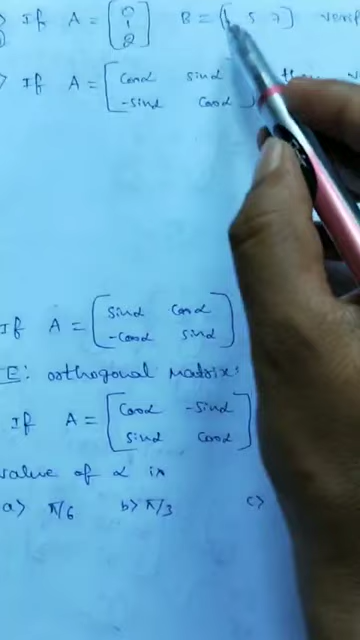 If A = [0 1 2] B = [ 5 7] verif
If A = [cosα sinα -sinα cosα]
If A = [sinα cosα -cosα sinα]
E: orthogonal matrix:
If A = [cosα -sinα sinα cosα]
value of α is
a> π/6 b> π/3 c>